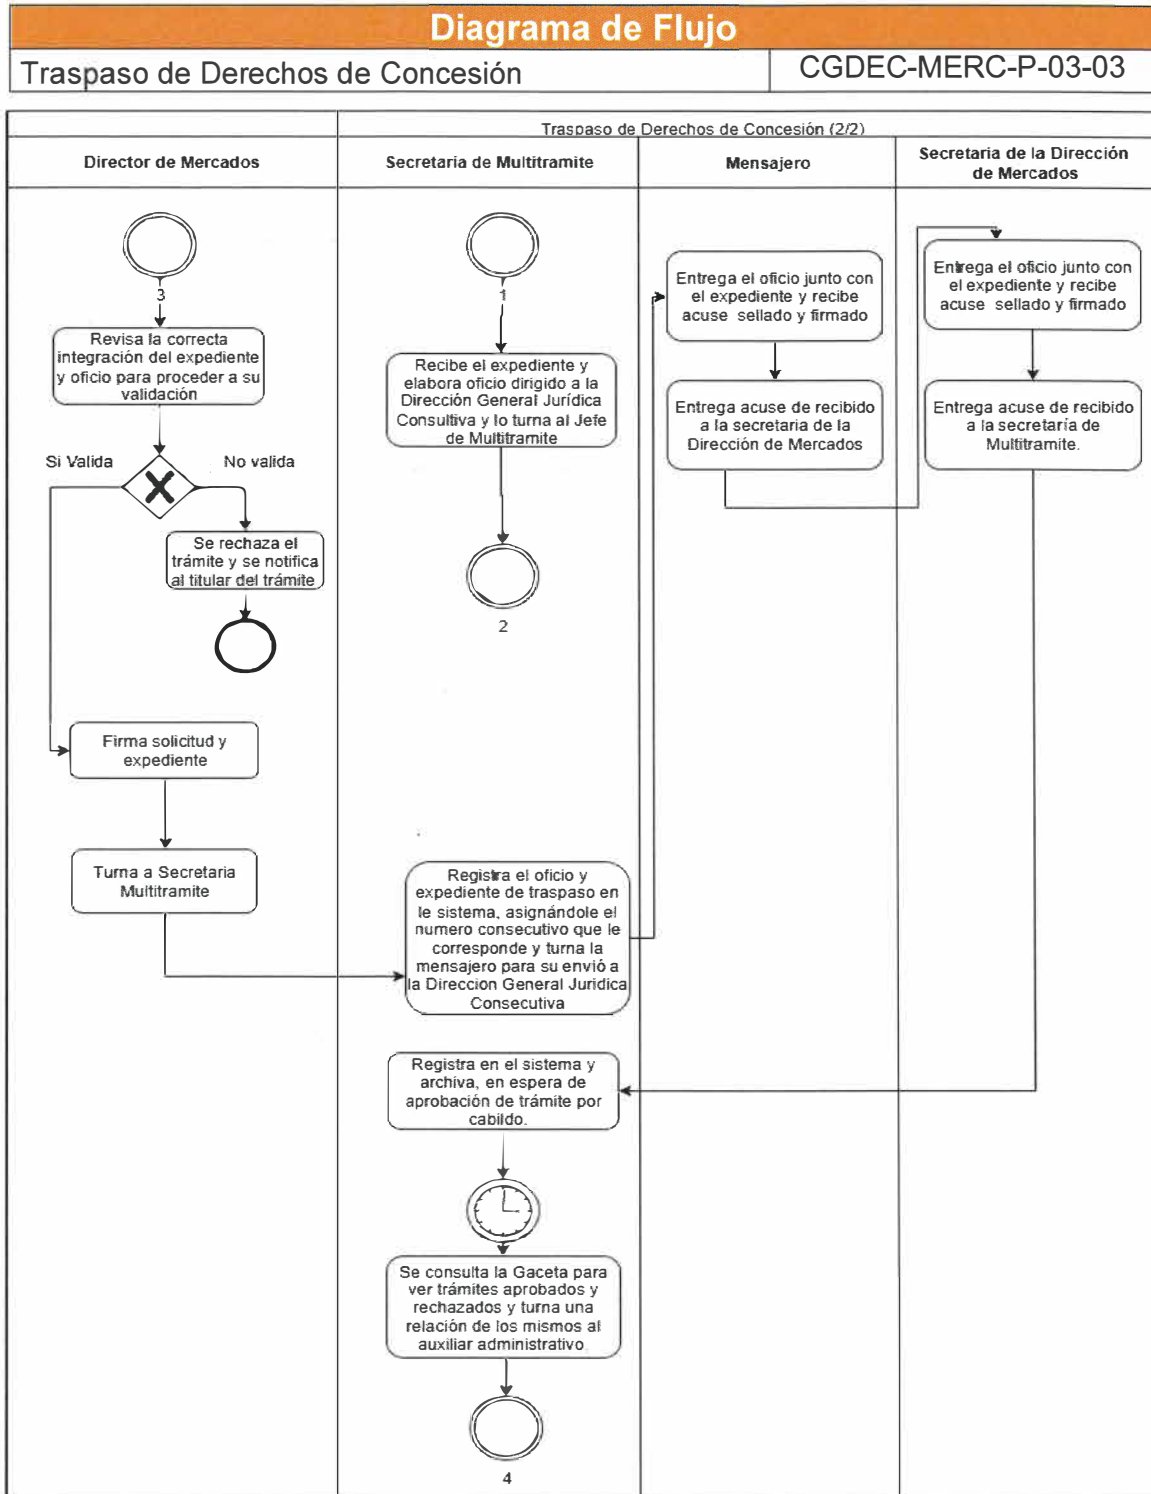 Diagrama de Flujo
Traspaso de Derechos de Concesión
CGDEC-MERC-P-03-03
Traspaso de Derechos de Concesión (2/2)
Director de Mercados
Secretaria de Multitramite
Mensajero
Secretaria de la Dirección
de Mercados
3
Revisa la correcta
integración del expediente
y oficio para proceder a su
validación
Si Valida
No valida
Se rechaza el
trámite y se notifica
al titular del trámite
Firma solicitud y
expediente
Turna a Secretaria
Multitramite
1
Recibe el expediente y
elabora oficio dirigido a la
Dirección General Jurídica
Consultiva y lo turna al Jefe
de Multitramite
2
Registra el oficio y
expediente de traspaso en
le sistema, asignándole el
numero consecutivo que le
corresponde y turna la
mensajero para su envió a
la Direccion General Juridica
Consecutiva
Registra en el sistema y
archiva, en espera de
aprobación de trámite por
cabildo.
Se consulta la Gaceta para
ver trámites aprobados y
rechazados y turna una
relación de los mismos al
auxiliar administrativo
4
Entrega el oficio junto con
el expediente y recibe
acuse sellado y firmado
Entrega acuse de recibido
a la secretaria de la
Dirección de Mercados
Entrega el oficio junto con
el expediente y recibe
acuse sellado y firmado
Entrega acuse de recibido
a la secretaría de
Multitramite.